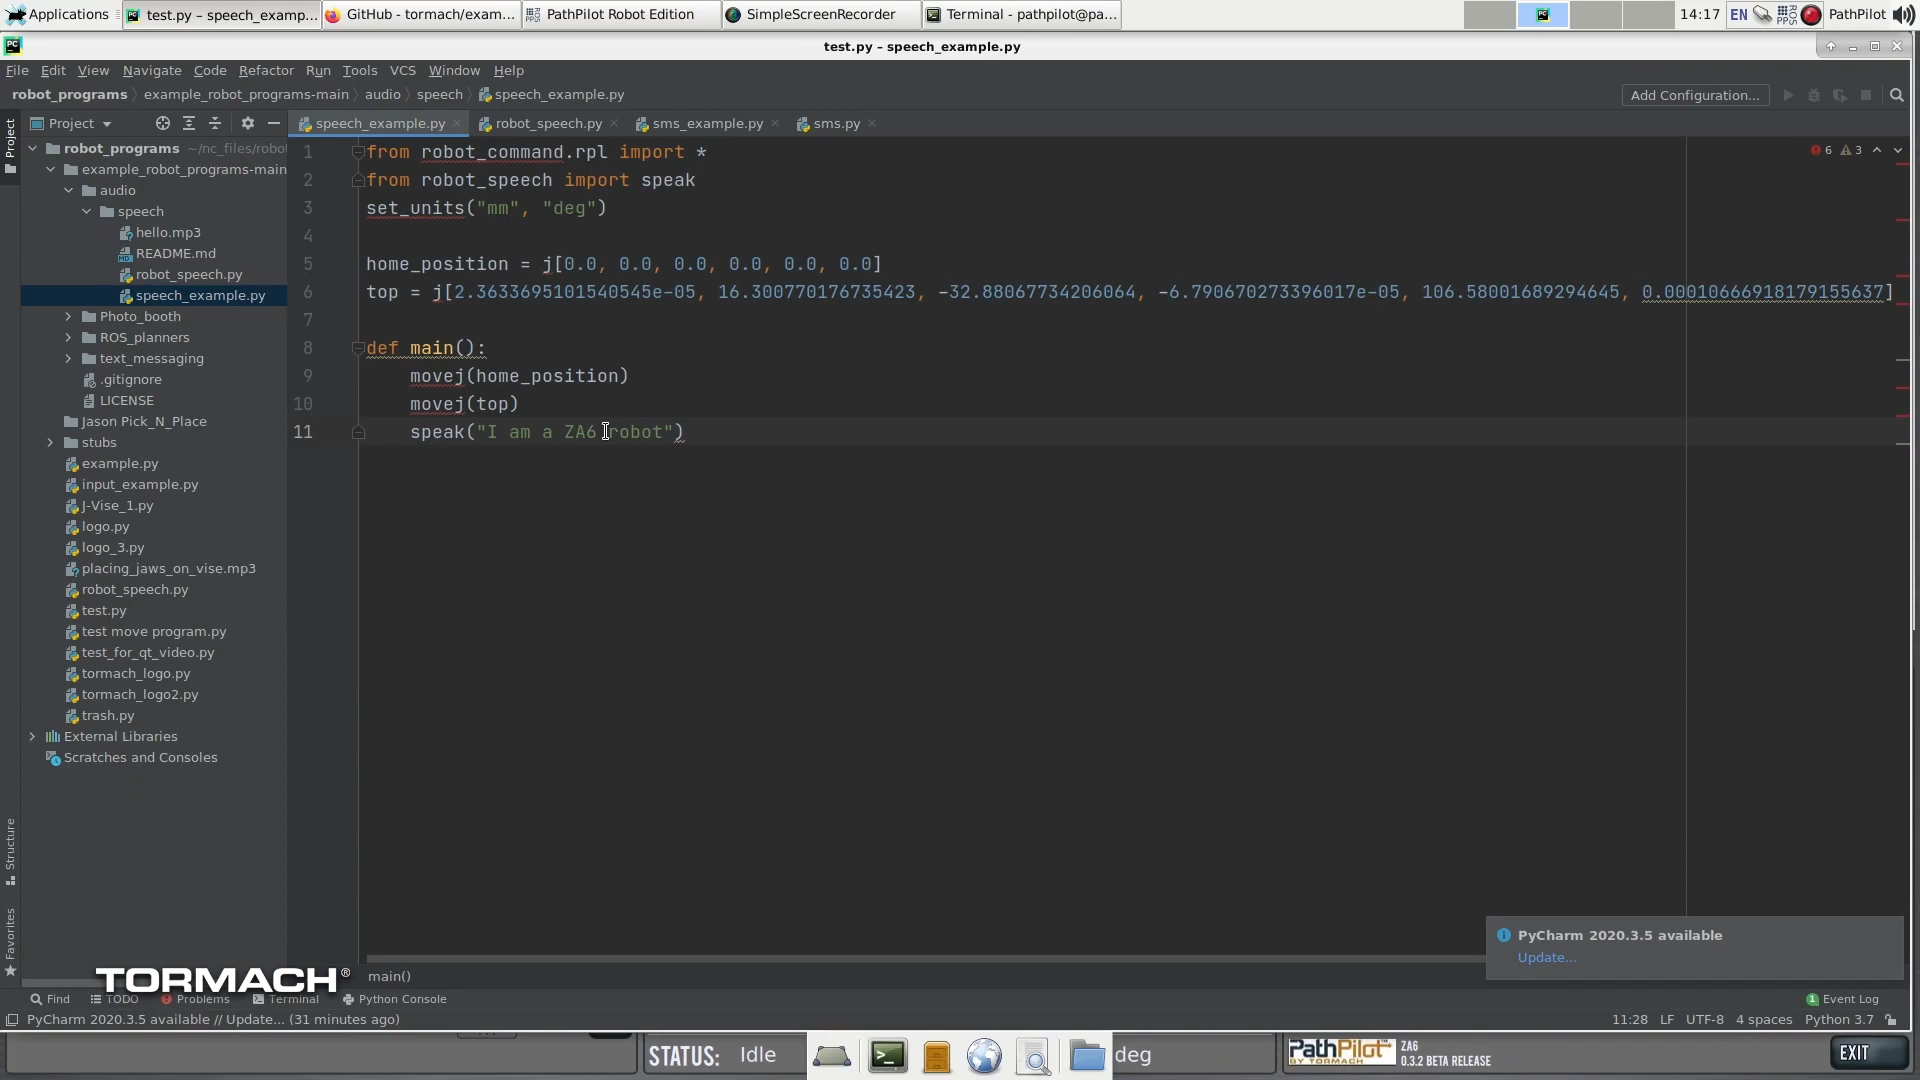 Applications
test.py – speech_examp...
GitHub - tormach/exam...
PathPilot Robot Edition
SimpleScreenRecorder
Terminal - pathpilot@pa...
14:17
EN
PathPilot
test.py – speech_example.py
File Edit View Navigate Code Refactor Run Tools VCS Window Help
robot_programs example_robot_programs-main audio speech speech_example.py
Add Configuration...
Project
speech_example.py robot_speech.py sms_example.py sms.py
6 3
Project
Structure
Favorites
robot_programs ~/nc_files/robot
example_robot_programs-main
audio
speech
hello.mp3
README.md
robot_speech.py
speech_example.py
Photo_booth
ROS_planners
text_messaging
.gitignore
LICENSE
Jason Pick_N_Place
stubs
example.py
input_example.py
J-Vise_1.py
logo.py
logo_3.py
placing_jaws_on_vise.mp3
robot_speech.py
test.py
test move program.py
test_for_qt_video.py
tormach_logo.py
tormach_logo2.py
trash.py
External Libraries
Scratches and Consoles
1 from robot_command.rpl import *
2 from robot_speech import speak
3 set_units("mm", "deg")
4
5 home_position = j[0.0, 0.0, 0.0, 0.0, 0.0, 0.0]
6 top = j[2.3633695101540545e-05, 16.300770176735423, -32.88067734206064, -6.790670273396017e-05, 106.58001689294645, 0.00010666918179155637]
7
8 def main():
9 movej(home_position)
10 movej(top)
11 speak("I am a ZA6 robot")
PyCharm 2020.3.5 available
Update...
TORMACH®
main()
Find TODO Problems Terminal Python Console
1 Event Log
PyCharm 2020.3.5 available // Update... (31 minutes ago)
11:28 LF UTF-8 4 spaces Python 3.7
STATUS: Idle
deg
PathPilot
BY TORMACH
ZA6
0.3.2 BETA RELEASE
EXIT